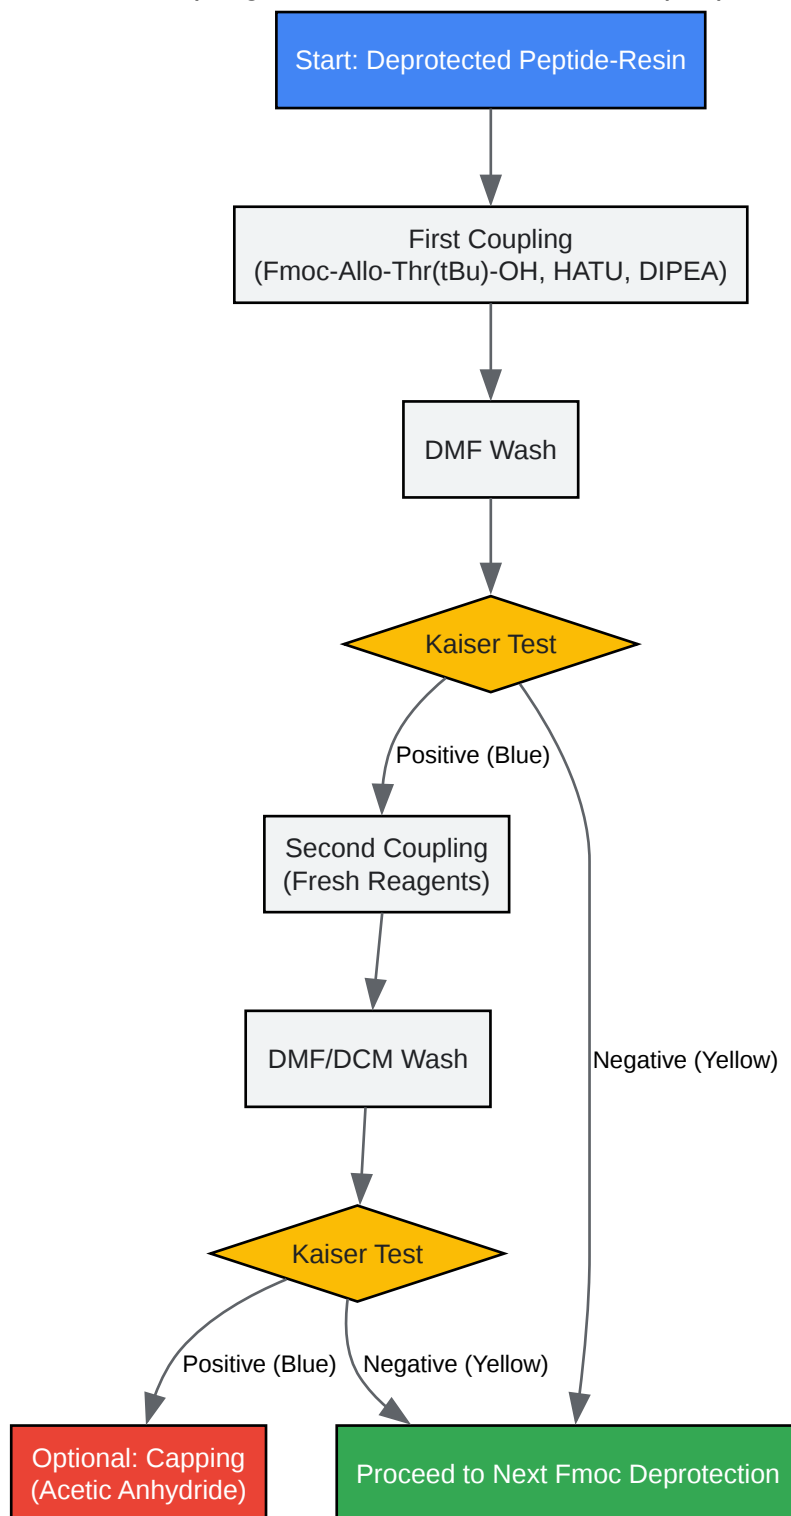 Start: Deprotected Peptide-Resin
First Coupling
(Fmoc-Allo-Thr(tBu)-OH, HATU, DIPEA)
DMF Wash
Kaiser Test
Positive (Blue)
Second Coupling
(Fresh Reagents)
DMF/DCM Wash
Negative (Yellow)
Kaiser Test
Positive (Blue)
Negative (Yellow)
Optional: Capping
(Acetic Anhydride)
Proceed to Next Fmoc Deprotection